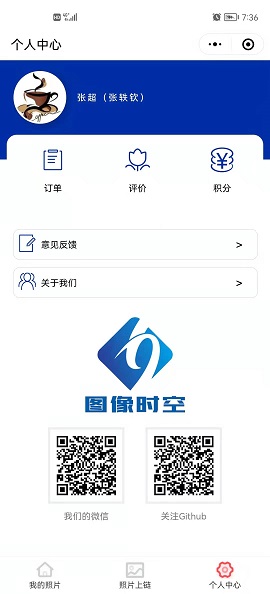 7:36
个人中心
张超（张轶钦）
订单
评价
积分
意见反馈 >
关于我们 >
图像时空
我们的微信
关注Github
我的照片
照片上链
个人中心